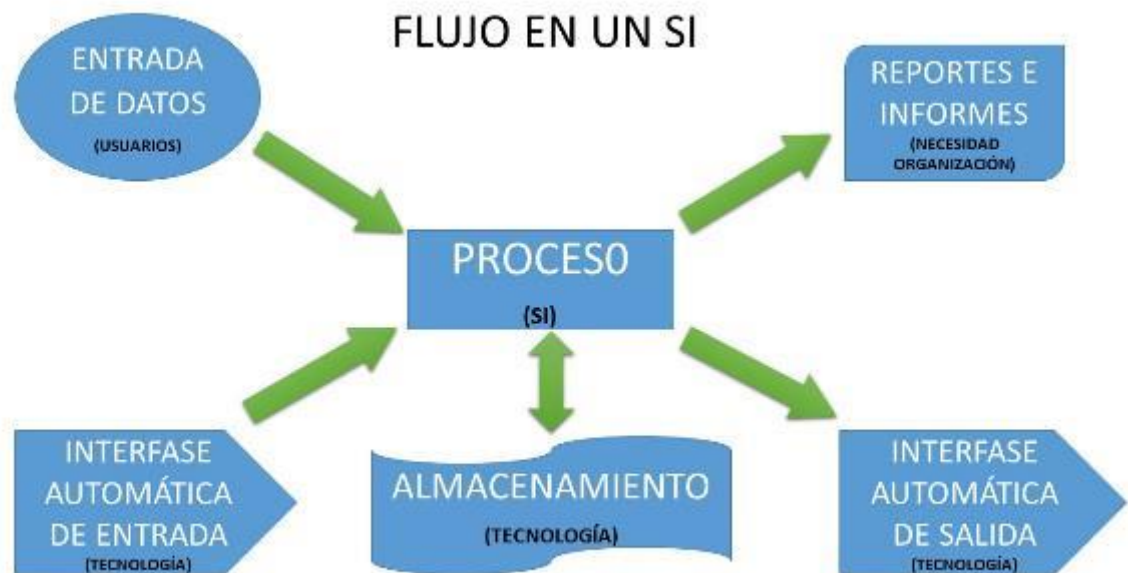 FLUJO EN UN SI
ENTRADA
DE DATOS
(USUARIOS)
REPORTES E
INFORMES
(NECESIDAD
ORGANIZACIÓN)
PROCES0
(SI)
INTERFASE
AUTOMÁTICA
DE ENTRADA
(TECNOLOGÍA)
ALMACENAMIENTO
(TECNOLOGÍA)
INTERFASE
AUTOMÁTICA
DE SALIDA
(TECNOLOGÍA)